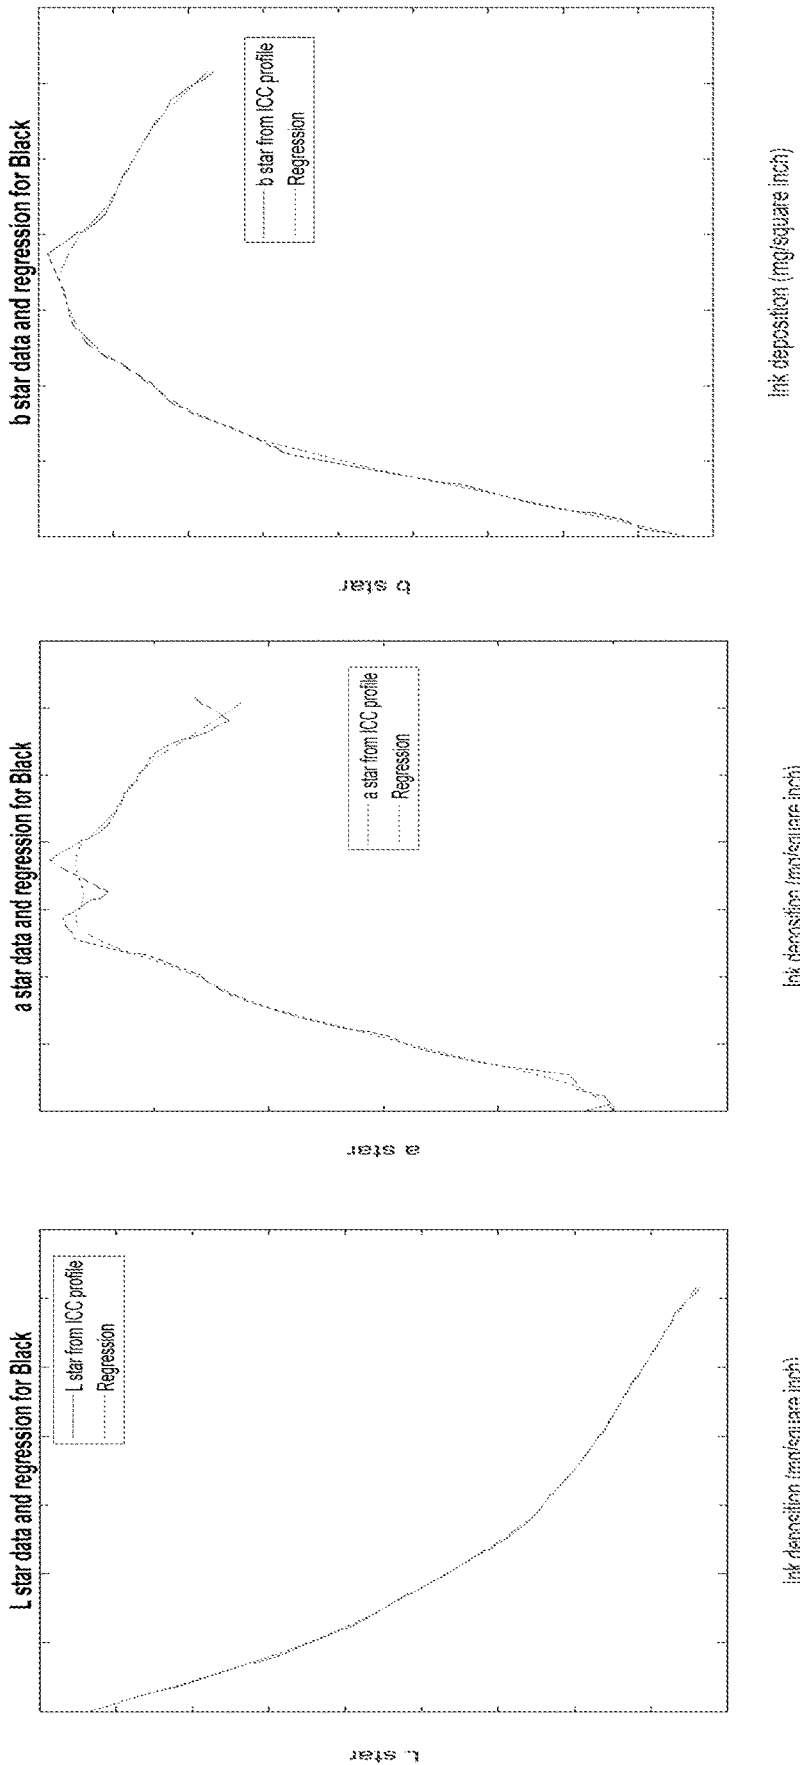 L star data and regression for Black
L star from ICC profile
Regression
L star
Ink deposition (mg/square inch)
a star data and regression for Black
a star from ICC profile
Regression
a star
Ink deposition (mg/square inch)
b star data and regression for Black
b star from ICC profile
Regression
b star
Ink deposition (mg/square inch)